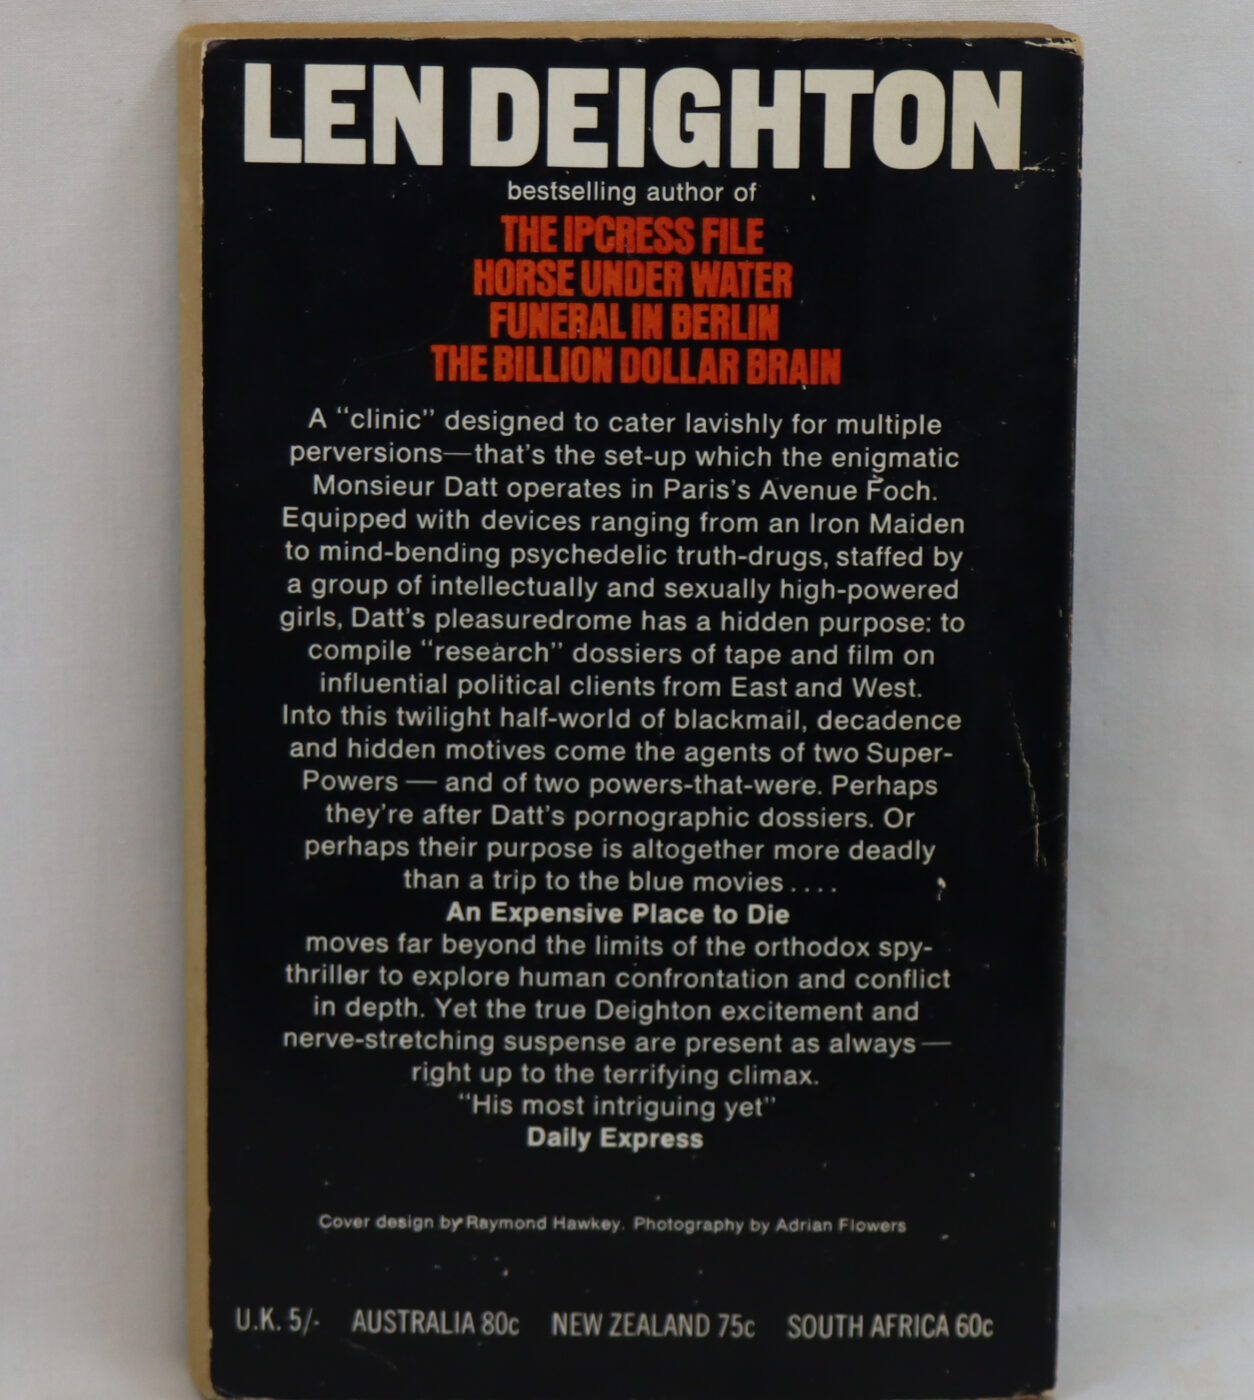 LEN DEIGHTON
bestselling author of
THE IPCRESS FILE
HORSE UNDER WATER
FUNERAL IN BERLIN
THE BILLION DOLLAR BRAIN
A “clinic” designed to cater lavishly for multiple
perversions—that's the set-up which the enigmatic
Monsieur Datt operates in Paris's Avenue Foch.
Equipped with devices ranging from an Iron Maiden
to mind-bending psychedelic truth-drugs, staffed by
a group of intellectually and sexually high-powered
girls, Datt's pleasuredrome has a hidden purpose: to
compile “research” dossiers of tape and film on
influential political clients from East and West.
Into this twilight half-world of blackmail, decadence
and hidden motives come the agents of two Super-
Powers — and of two powers-that-were. Perhaps
they're after Datt's pornographic dossiers. Or
perhaps their purpose is altogether more deadly
than a trip to the blue movies ....
An Expensive Place to Die
moves far beyond the limits of the orthodox spy-
thriller to explore human confrontation and conflict
in depth. Yet the true Deighton excitement and
nerve-stretching suspense are present as always—
right up to the terrifying climax.
“His most intriguing yet”
Daily Express
Cover design by Raymond Hawkey. Photography by Adrian Flowers
U.K. 5/- AUSTRALIA 80c NEW ZEALAND 75c SOUTH AFRICA 60c